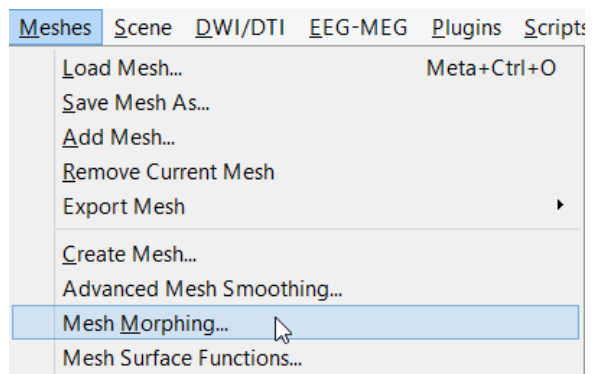 Meshes Scene DWI/DTI EEG-MEG Plugins Scripts
Load Mesh... Meta+Ctrl+O
Save Mesh As...
Add Mesh...
Remove Current Mesh
Export Mesh
Create Mesh...
Advanced Mesh Smoothing...
Mesh Morphing...
Mesh Surface Functions...